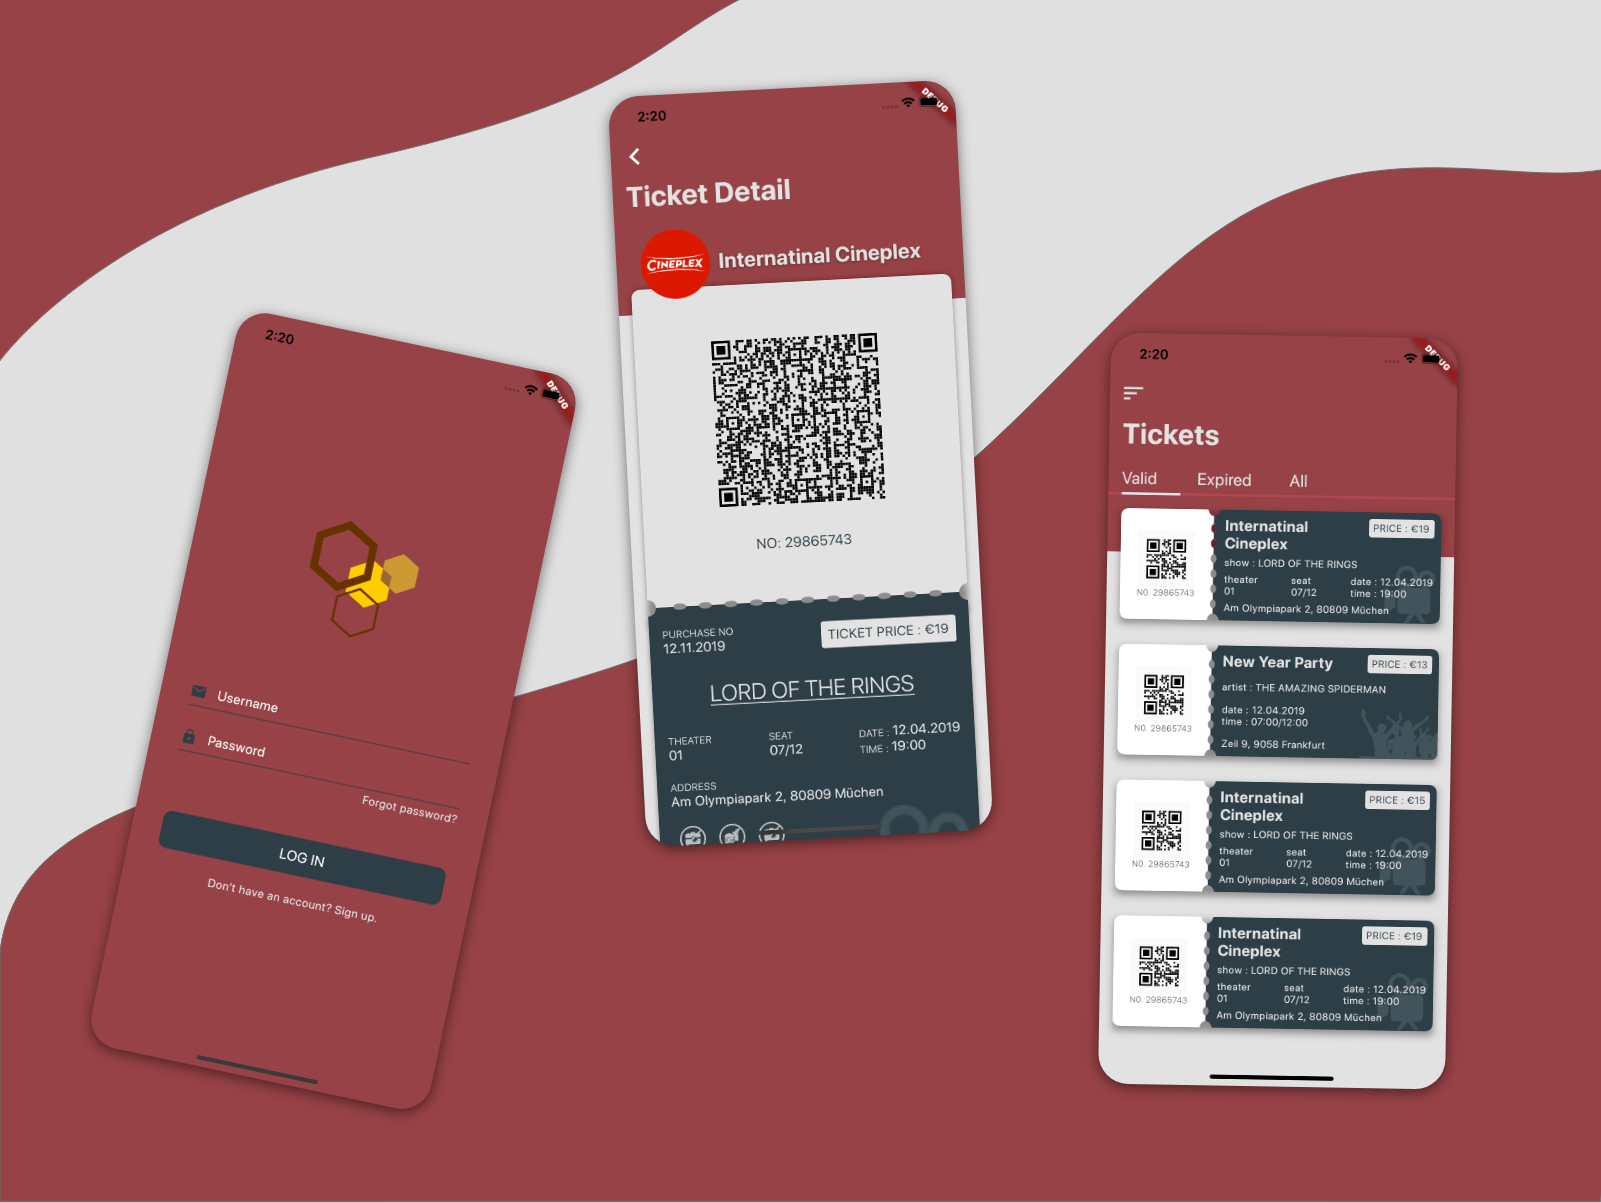 2:20
DEBUG
Username
Password
Forgot password?
LOG IN
Don't have an account? Sign up.
2:20
DEBUG
Ticket Detail
CINEPLEX
Internatinal Cineplex
NO: 29865743
PURCHASE NO
12.11.2019
TICKET PRICE : €19
LORD OF THE RINGS
THEATER
01
SEAT
07/12
DATE : 12.04.2019
TIME : 19:00
ADDRESS
Am Olympiapark 2, 80809 Müchen
2:20
DEBUG
Tickets
Valid Expired All
Internatinal
Cineplex
PRICE : €19
show : LORD OF THE RINGS
theater
01
seat
07/12
date : 12.04.2019
time : 19:00
Am Olympiapark 2, 80809 Müchen
NO. 29865743
New Year Party
PRICE : €13
artist : THE AMAZING SPIDERMAN
date : 12.04.2019
time : 07:00/12:00
Zeil 9, 9058 Frankfurt
NO. 29865743
Internatinal
Cineplex
PRICE : €15
show : LORD OF THE RINGS
theater
01
seat
07/12
date : 12.04.2019
time : 19:00
Am Olympiapark 2, 80809 Müchen
NO. 29865743
Internatinal
Cineplex
PRICE : €19
show : LORD OF THE RINGS
theater
01
seat
07/12
date : 12.04.2019
time : 19:00
Am Olympiapark 2, 80809 Müchen
NO. 29865743